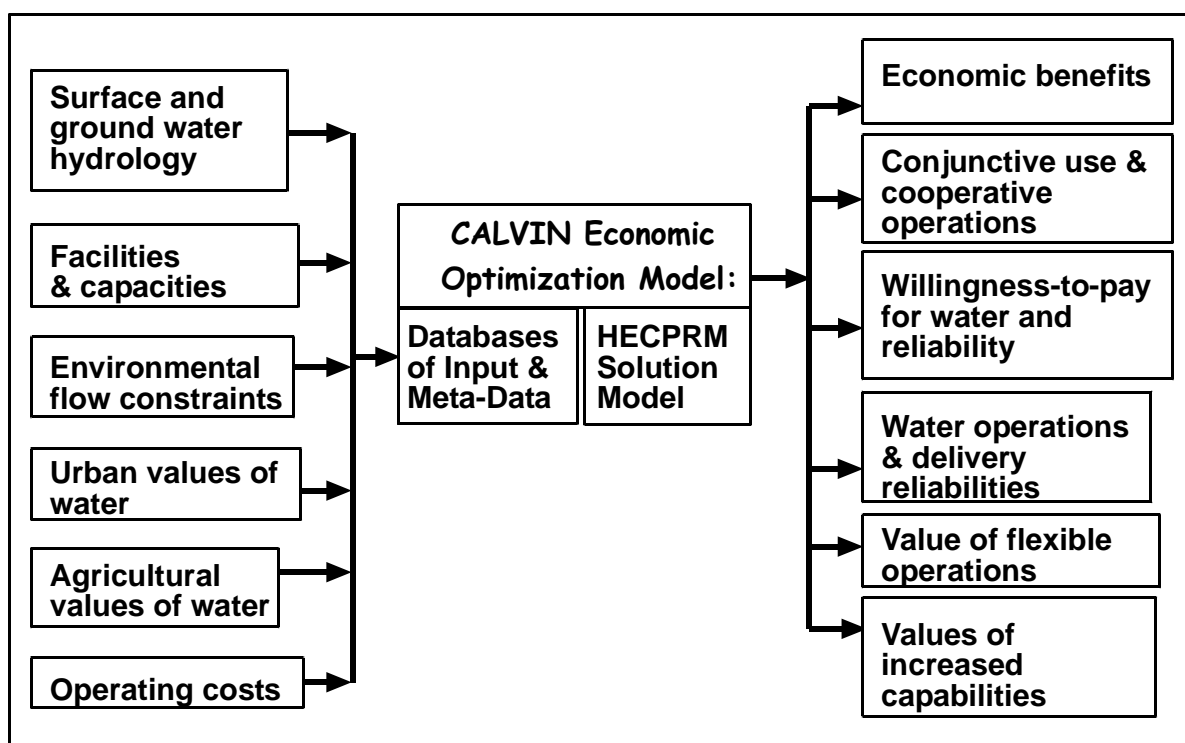 Surface and
ground water
hydrology
Facilities
& capacities
Environmental
flow constraints
Urban values of
water
Agricultural
values of water
Operating costs
CALVIN Economic
Optimization Model:
Databases
of Input &
Meta-Data
HECPRM
Solution
Model
Economic benefits
Conjunctive use &
cooperative
operations
Willingness-to-pay
for water and
reliability
Water operations
& delivery
reliabilities
Value of flexible
operations
Values of
increased
capabilities